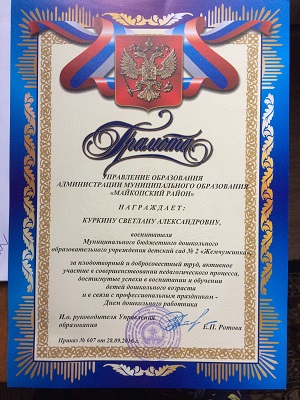 Грамота
УПРАВЛЕНИЕ ОБРАЗОВАНИЯ
АДМИНИСТРАЦИИ МУНИЦИПАЛЬНОГО ОБРАЗОВАНИЯ
«МАЙКОПСКИЙ РАЙОН»
НАГРАЖДАЕТ:
КУРКИНУ СВЕТЛАНУ АЛЕКСАНДРОВНУ,
воспитателя
Муниципального бюджетного дошкольного
образовательного учреждения детский сад № 2 «Жемчужинка»
за плодотворный и добросовестный труд, активное
участие в совершенствовании педагогического процесса,
достигнутые успехи в воспитании и обучении
детей дошкольного возраста
и в связи с профессиональным праздником -
Днем дошкольного работника
И.о. руководителя Управления
образования
Е.П. Ротова
Приказ № 607 от 28.09.2016 г.